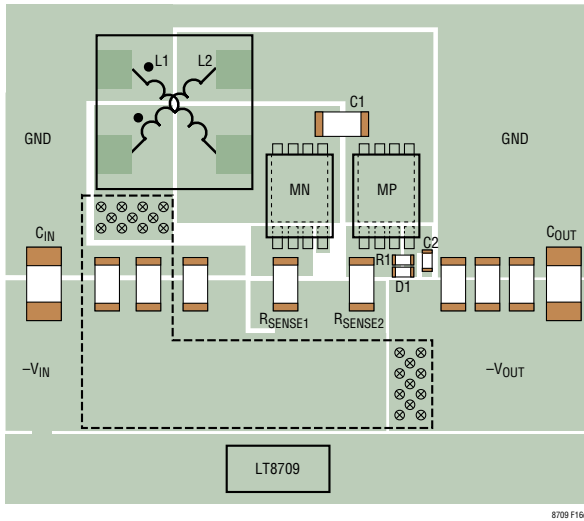 L1 L2
C1
GND
GND
MN
MP
CIN
COUT
C2
R1
D1
RSENSE1
RSENSE2
–VIN
–VOUT
LT8709
8709 F16